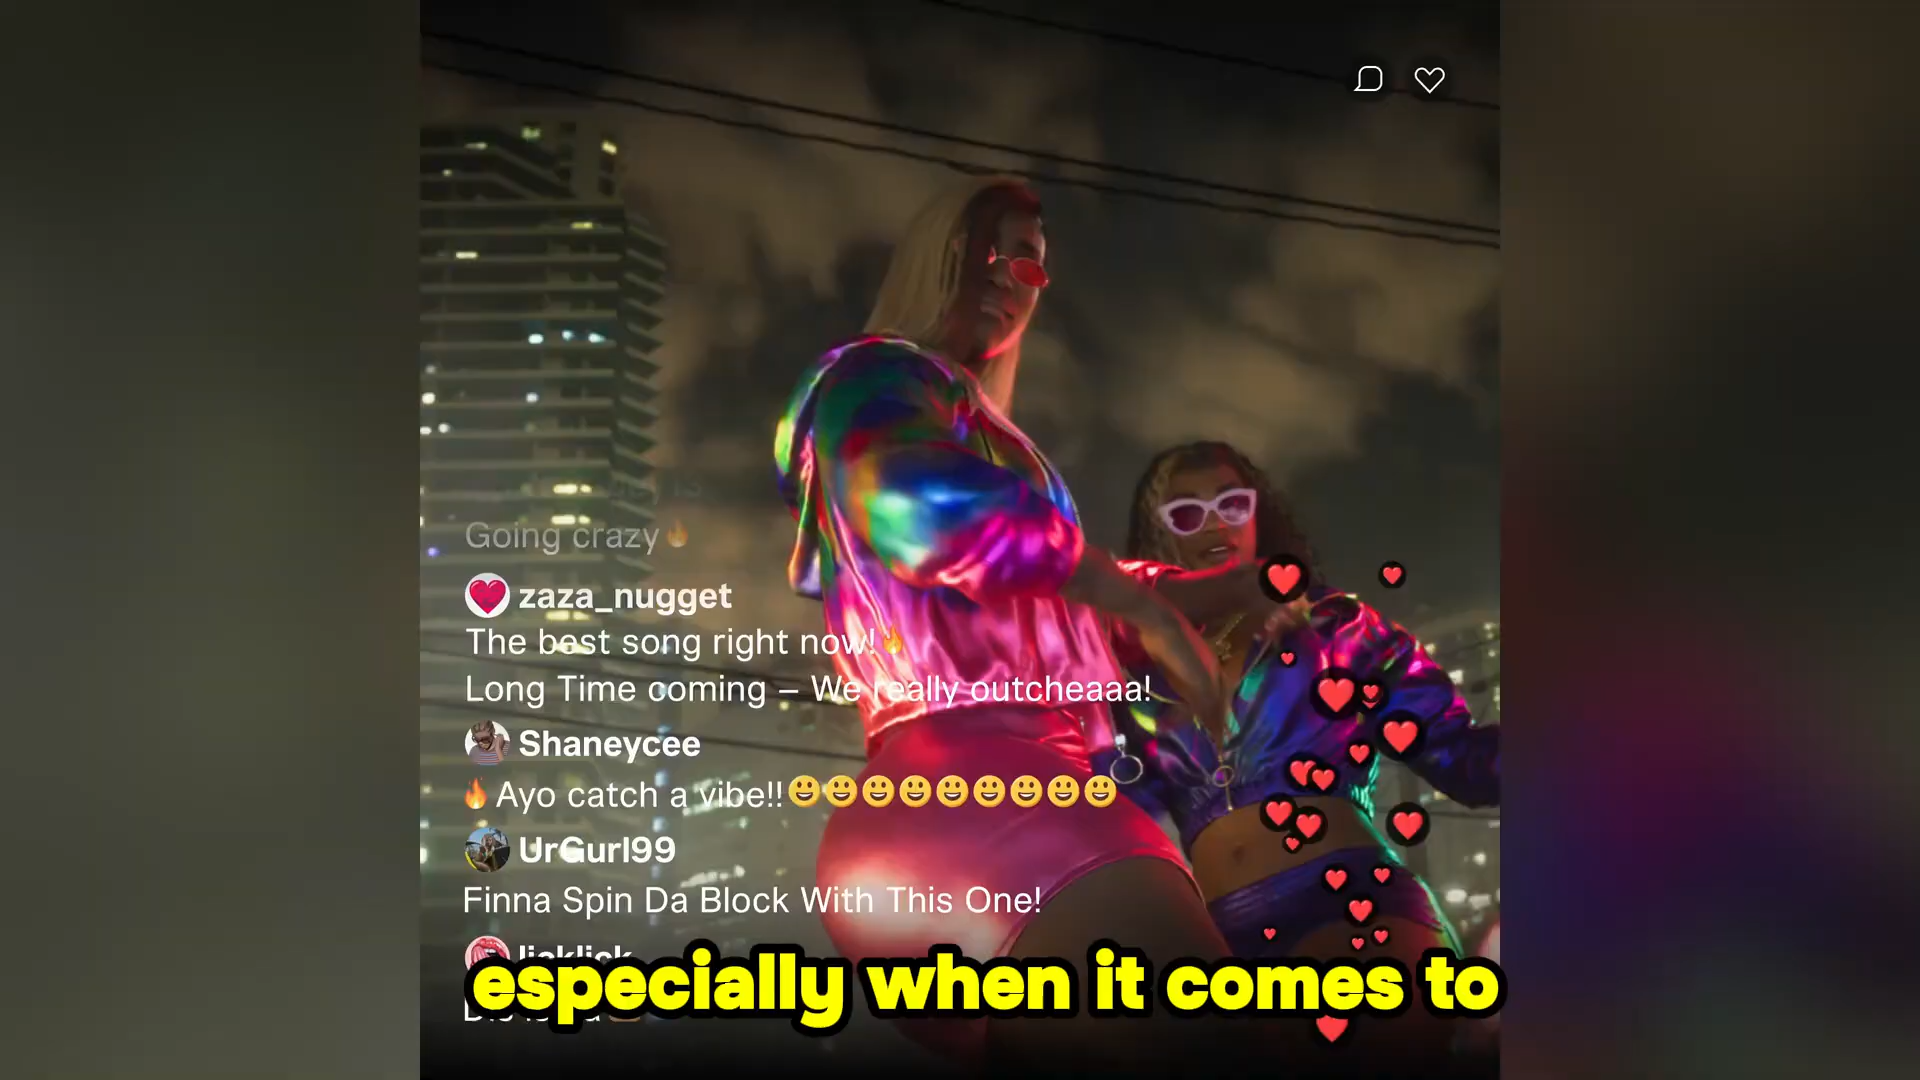 Going crazy🔥
zaza_nugget
The best song right now!🔥
Long Time coming – We really outcheaaa!
Shaneycee
🔥Ayo catch a vibe!!😃😃😃😃😃😃😃😃😃
UrGurl99
Finna Spin Da Block With This One!
licklick
especially when it comes to